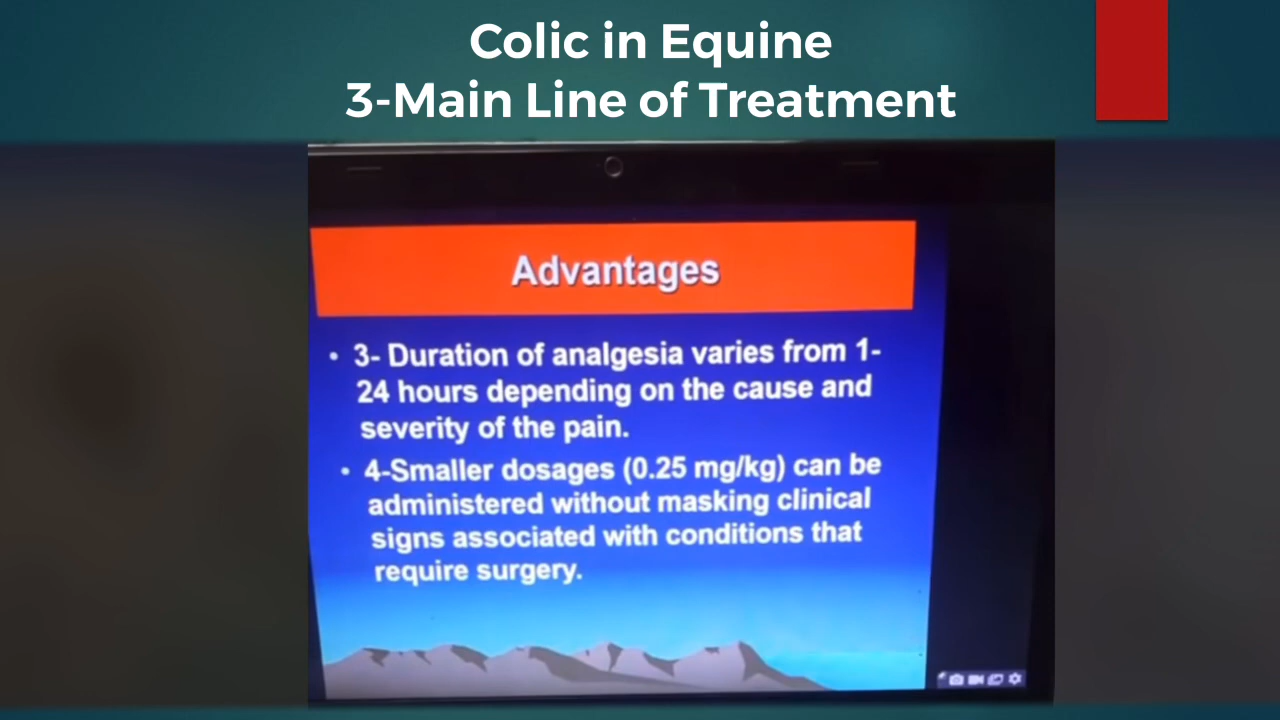 Colic in Equine
3-Main Line of Treatment
Advantages
• 3- Duration of analgesia varies from 1-
24 hours depending on the cause and
severity of the pain.
• 4-Smaller dosages (0.25 mg/kg) can be
administered without masking clinical
signs associated with conditions that
require surgery.